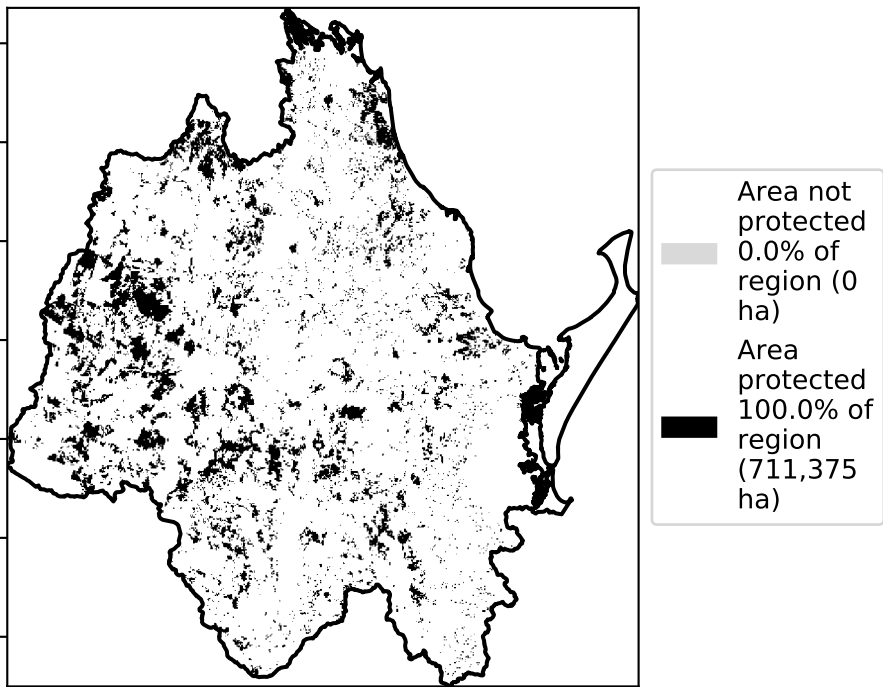 Area not
protected
0.0% of
region (0
ha)
Area
protected
100.0% of
region
(711,375
ha)